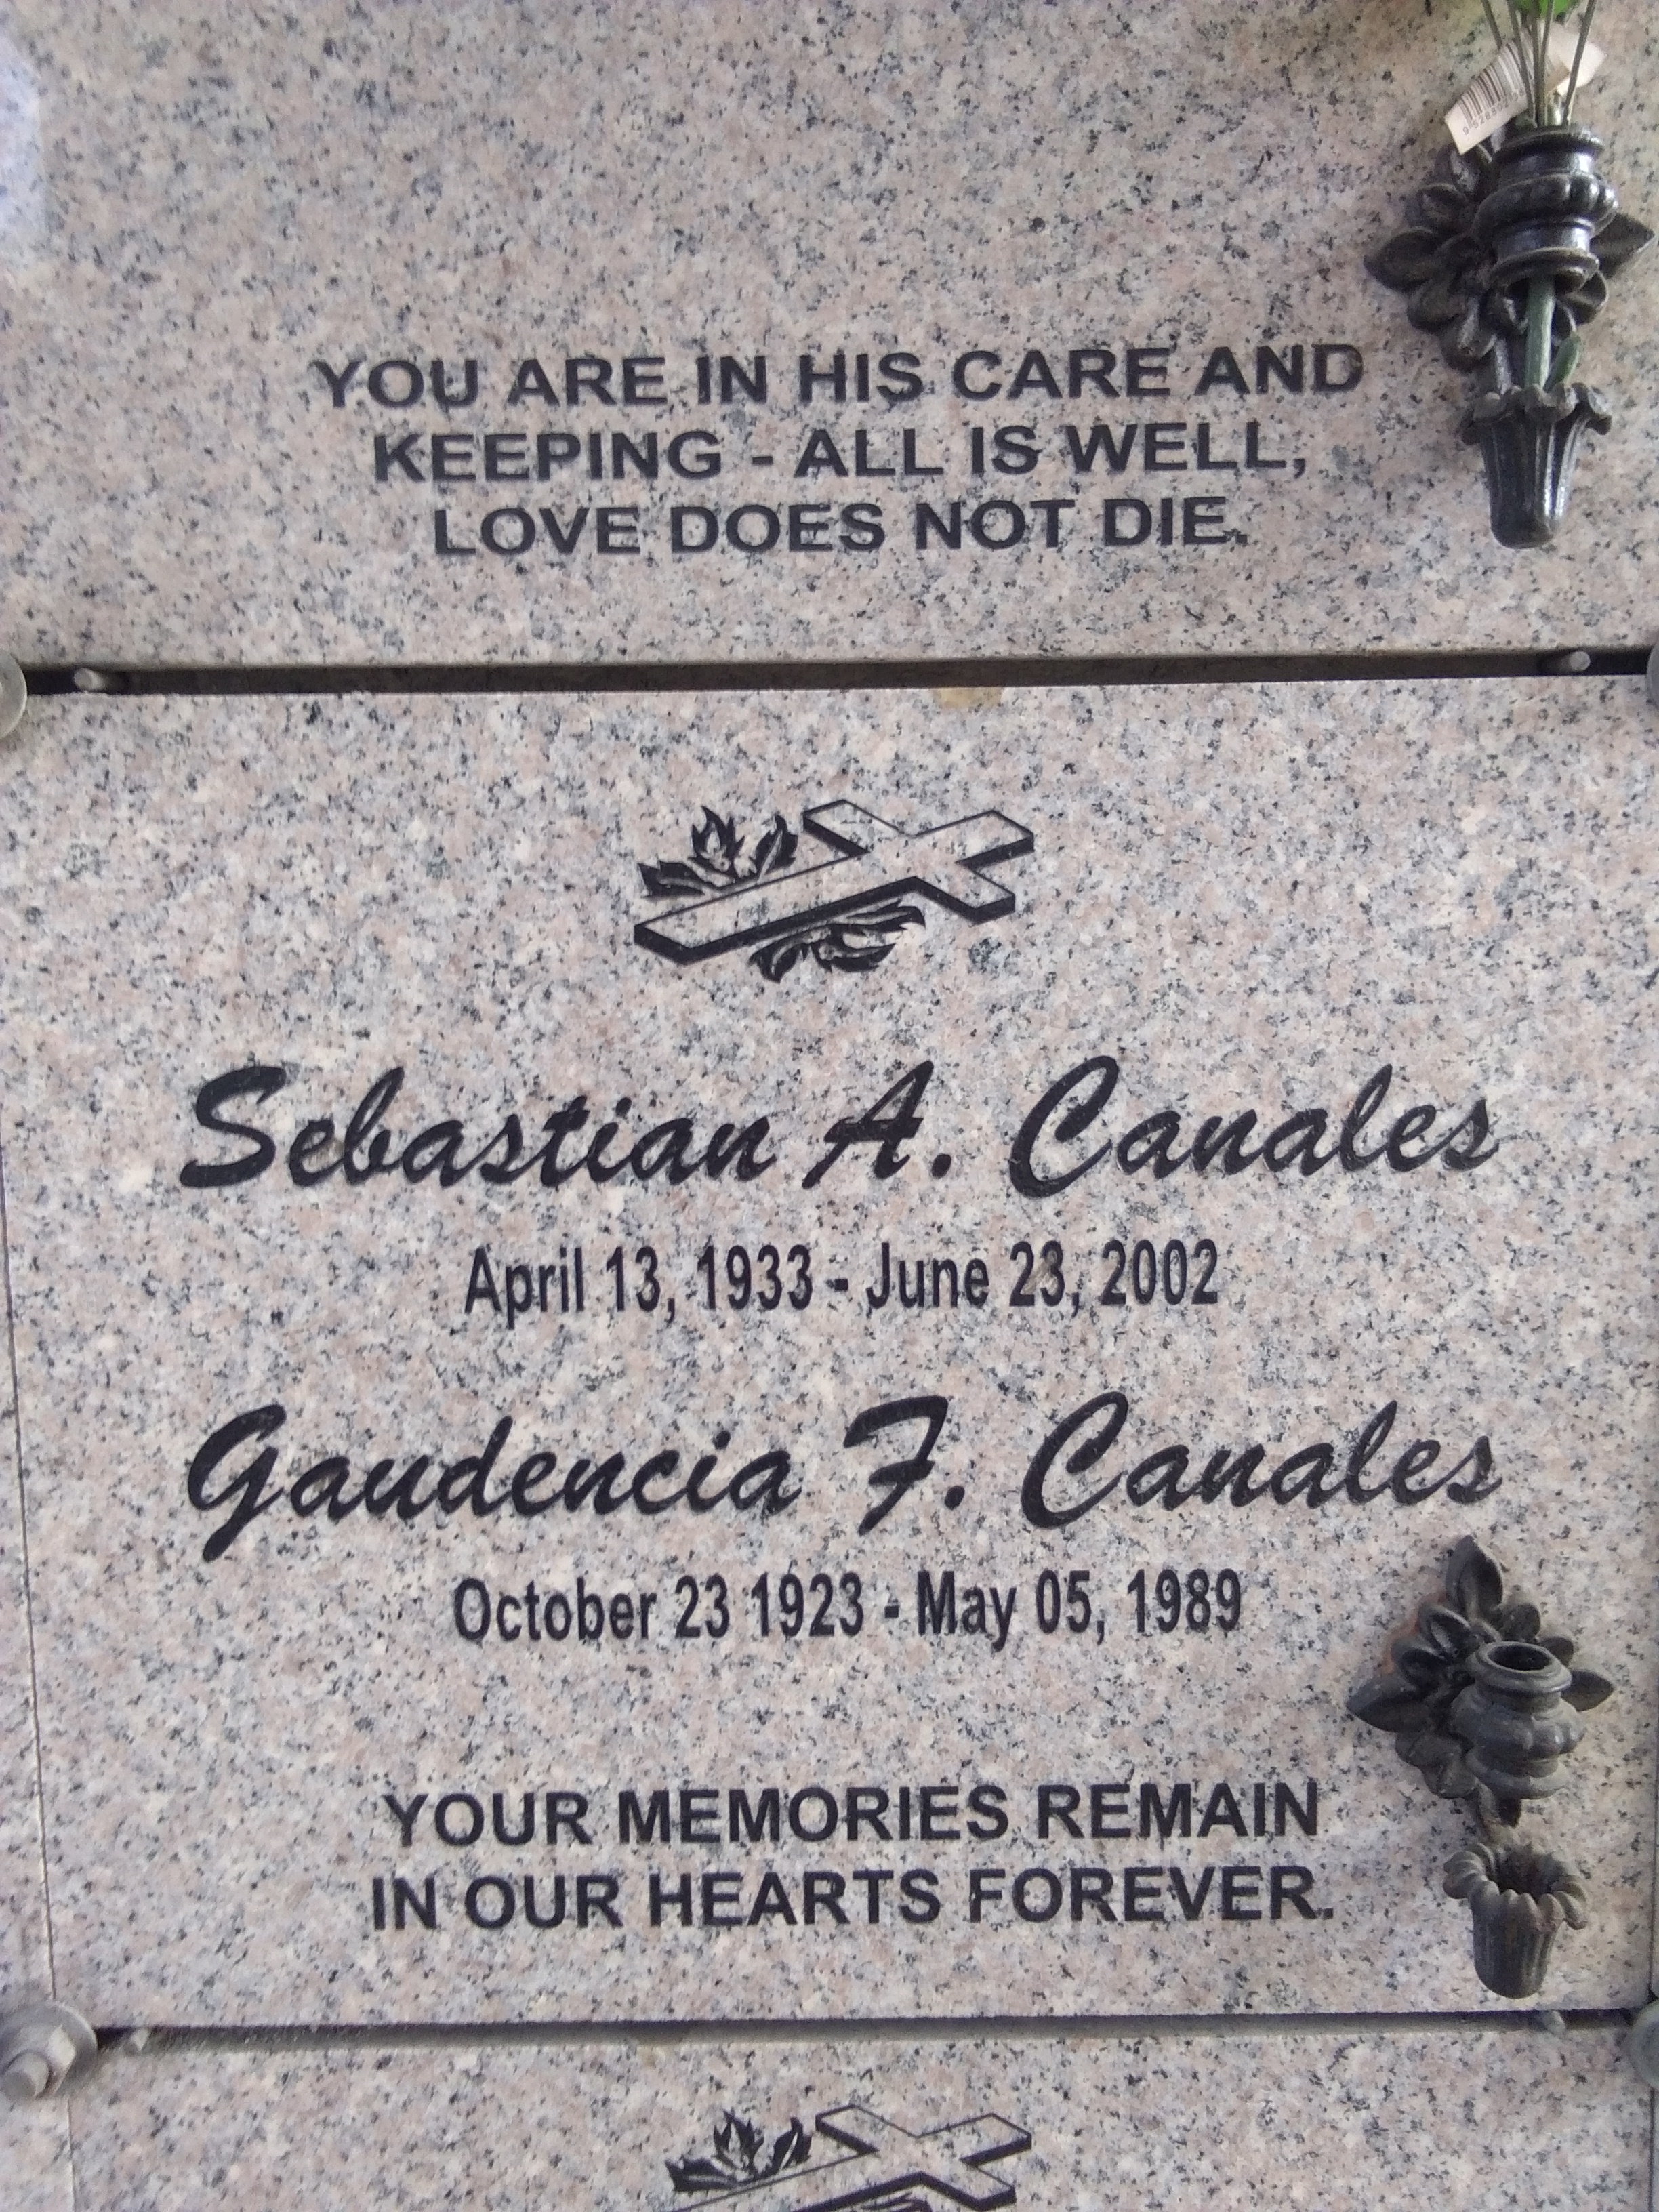 YOU ARE IN HIS CARE AND
KEEPING - ALL IS WELL,
LOVE DOES NOT DIE.
Sebastian A. Canales
April 13, 1933 - June 23, 2002
Gaudencia F. Canales
October 23 1923 - May 05, 1989
YOUR MEMORIES REMAIN
IN OUR HEARTS FOREVER.